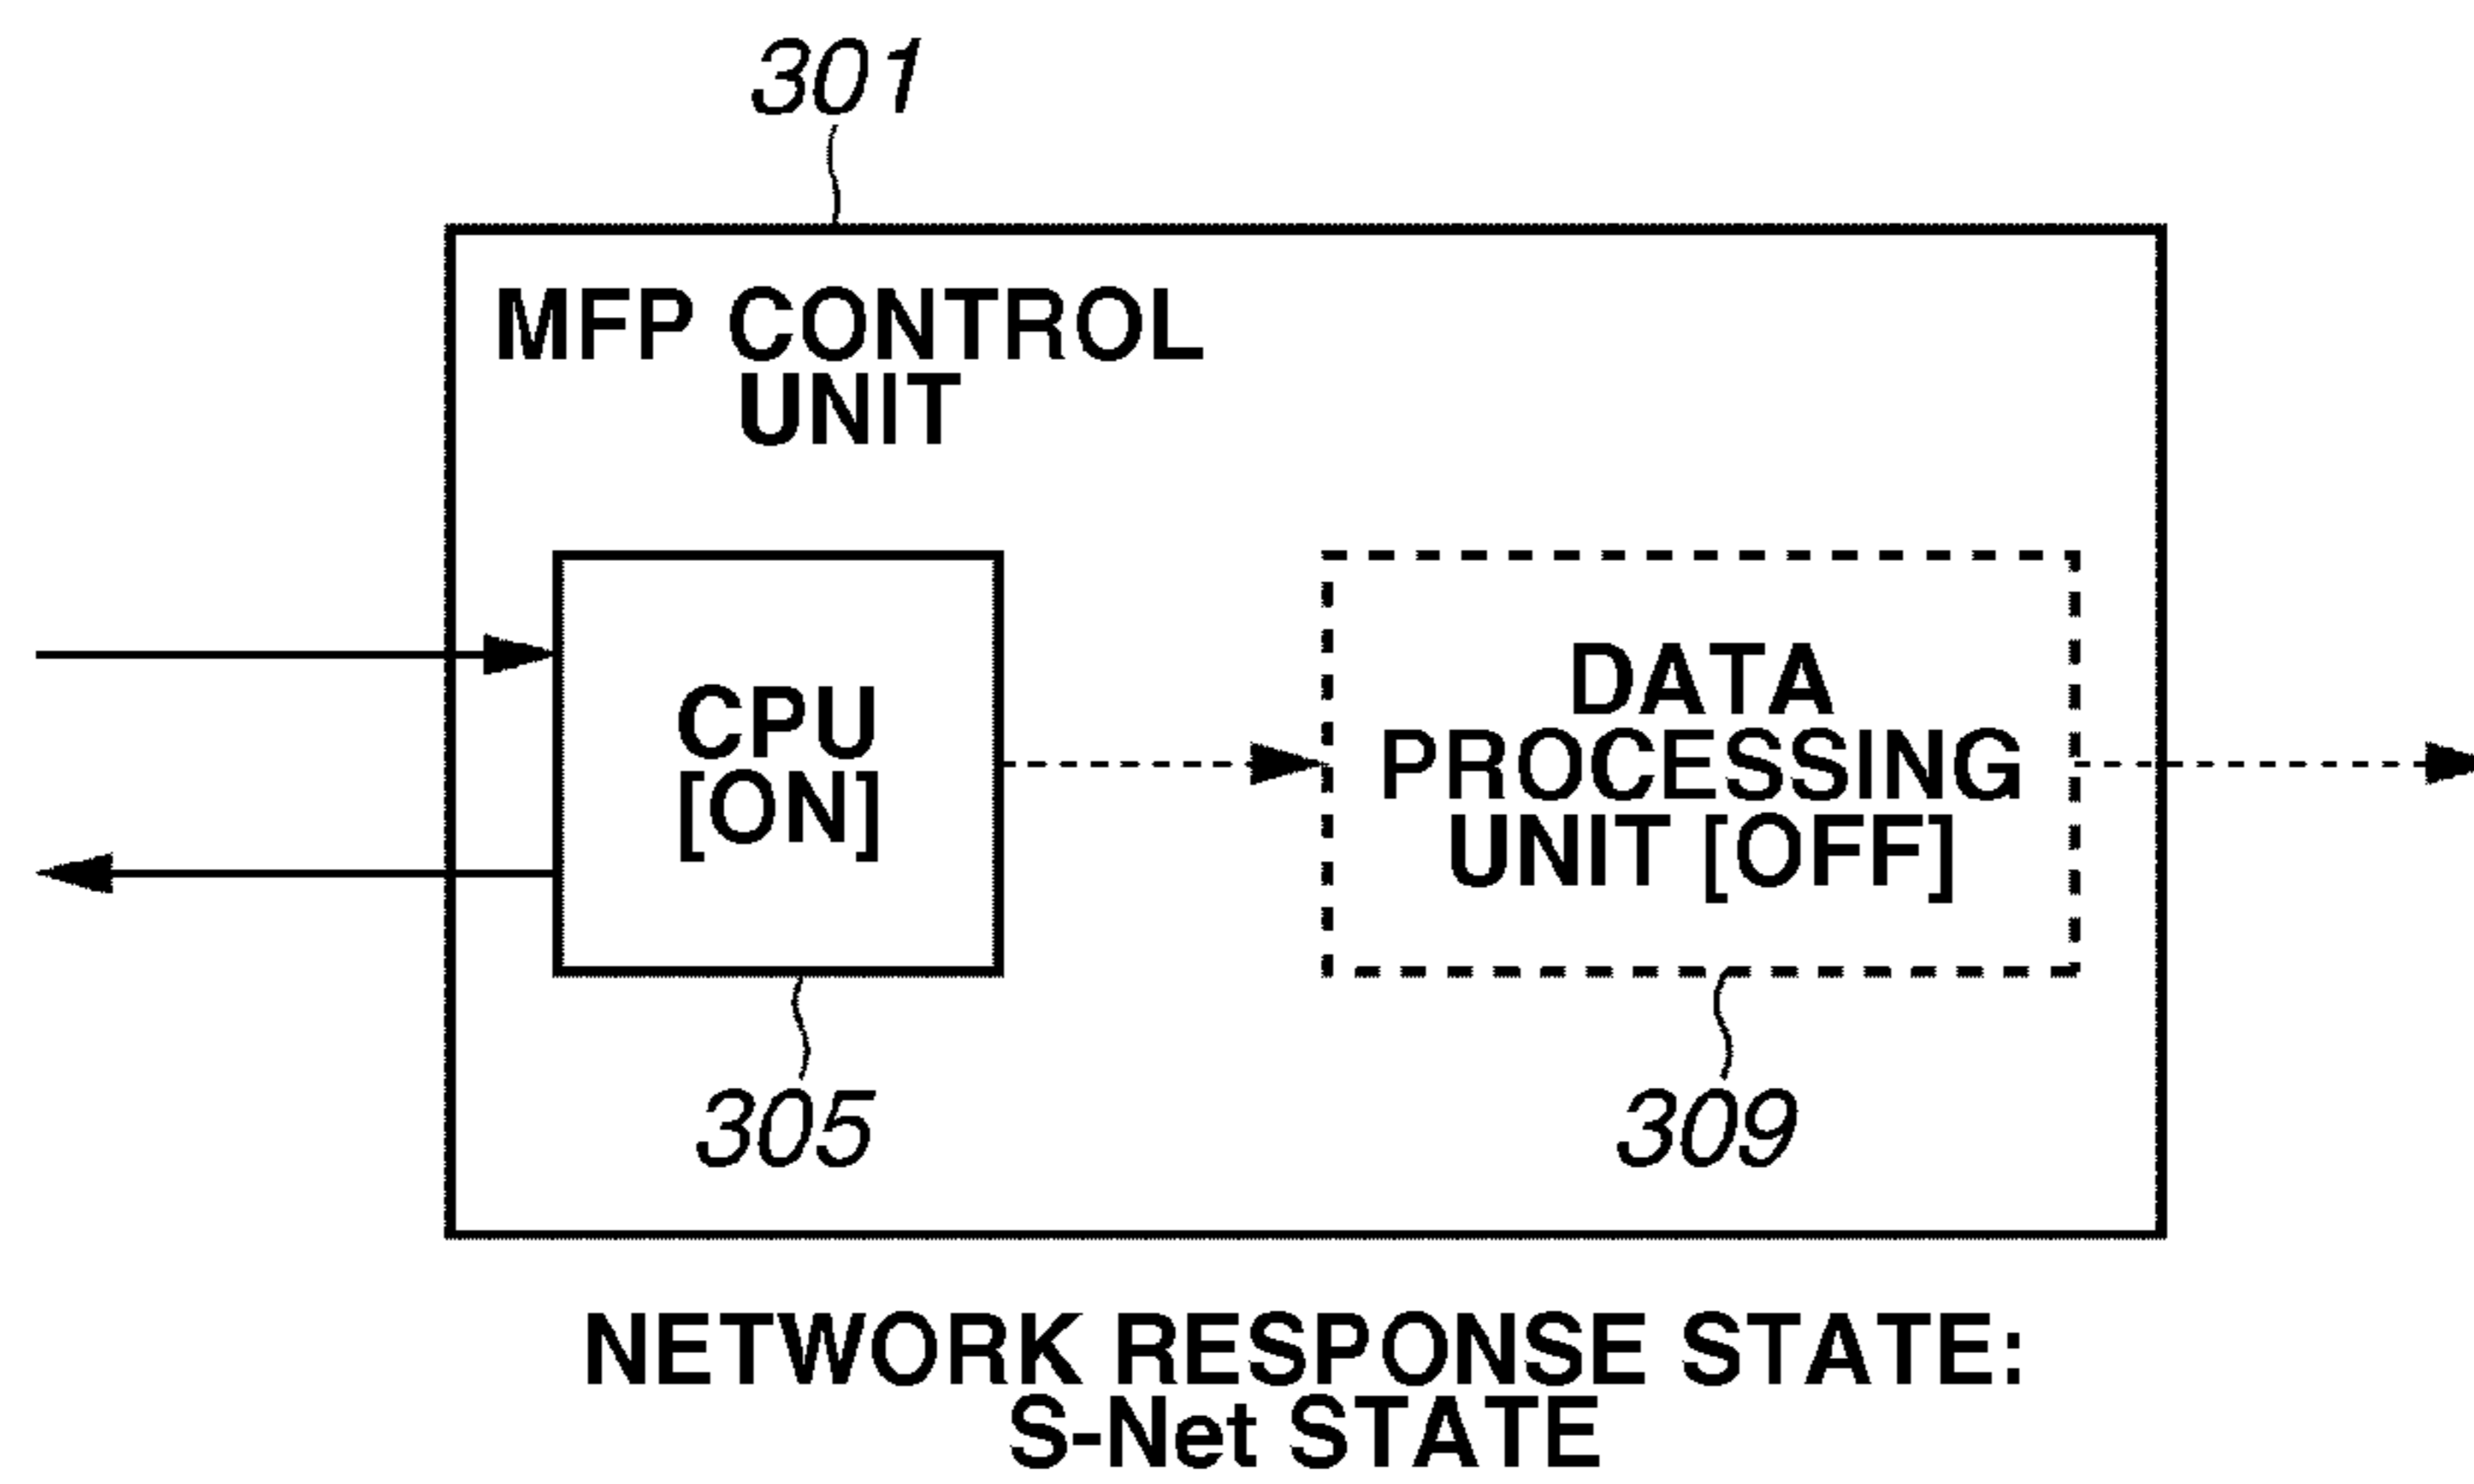 301
MFP CONTROL
UNIT
CPU
[ON]
DATA
PROCESSING
UNIT [OFF]
305
309
NETWORK RESPONSE STATE:
S-Net STATE